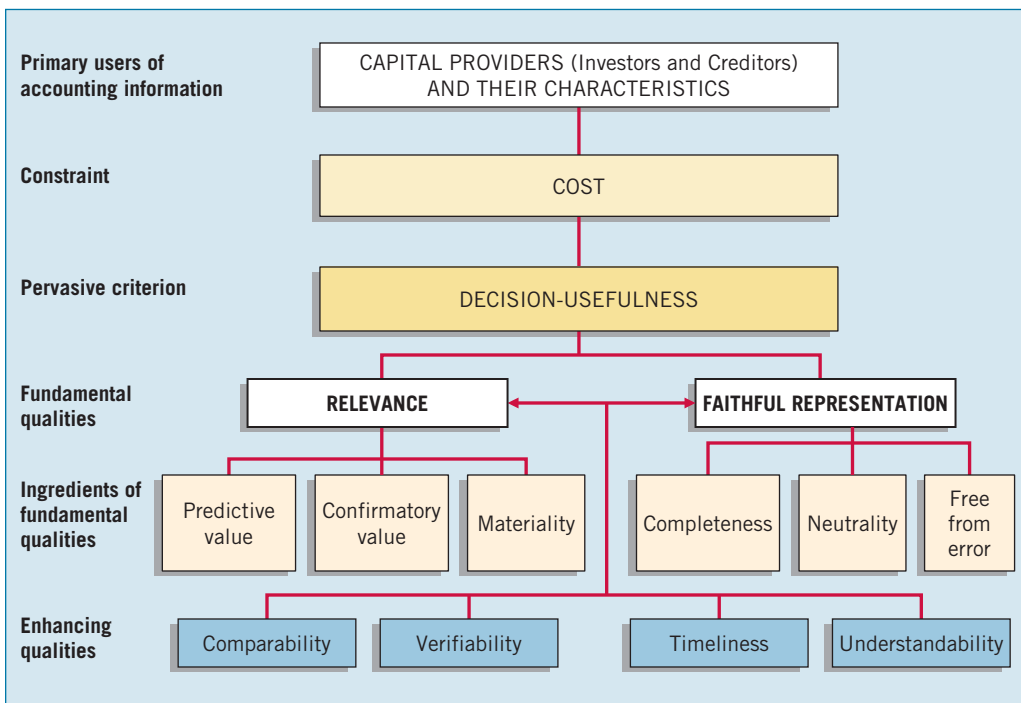 Primary users of
accounting information
CAPITAL PROVIDERS (Investors and Creditors)
AND THEIR CHARACTERISTICS
Constraint
COST
Pervasive criterion
DECISION-USEFULNESS
Fundamental
qualities
RELEVANCE
FAITHFUL REPRESENTATION
Ingredients of
fundamental
qualities
Predictive
value
Confirmatory
value
Materiality
Completeness
Neutrality
Free
from
error
Enhancing
qualities
Comparability
Verifiability
Timeliness
Understandability